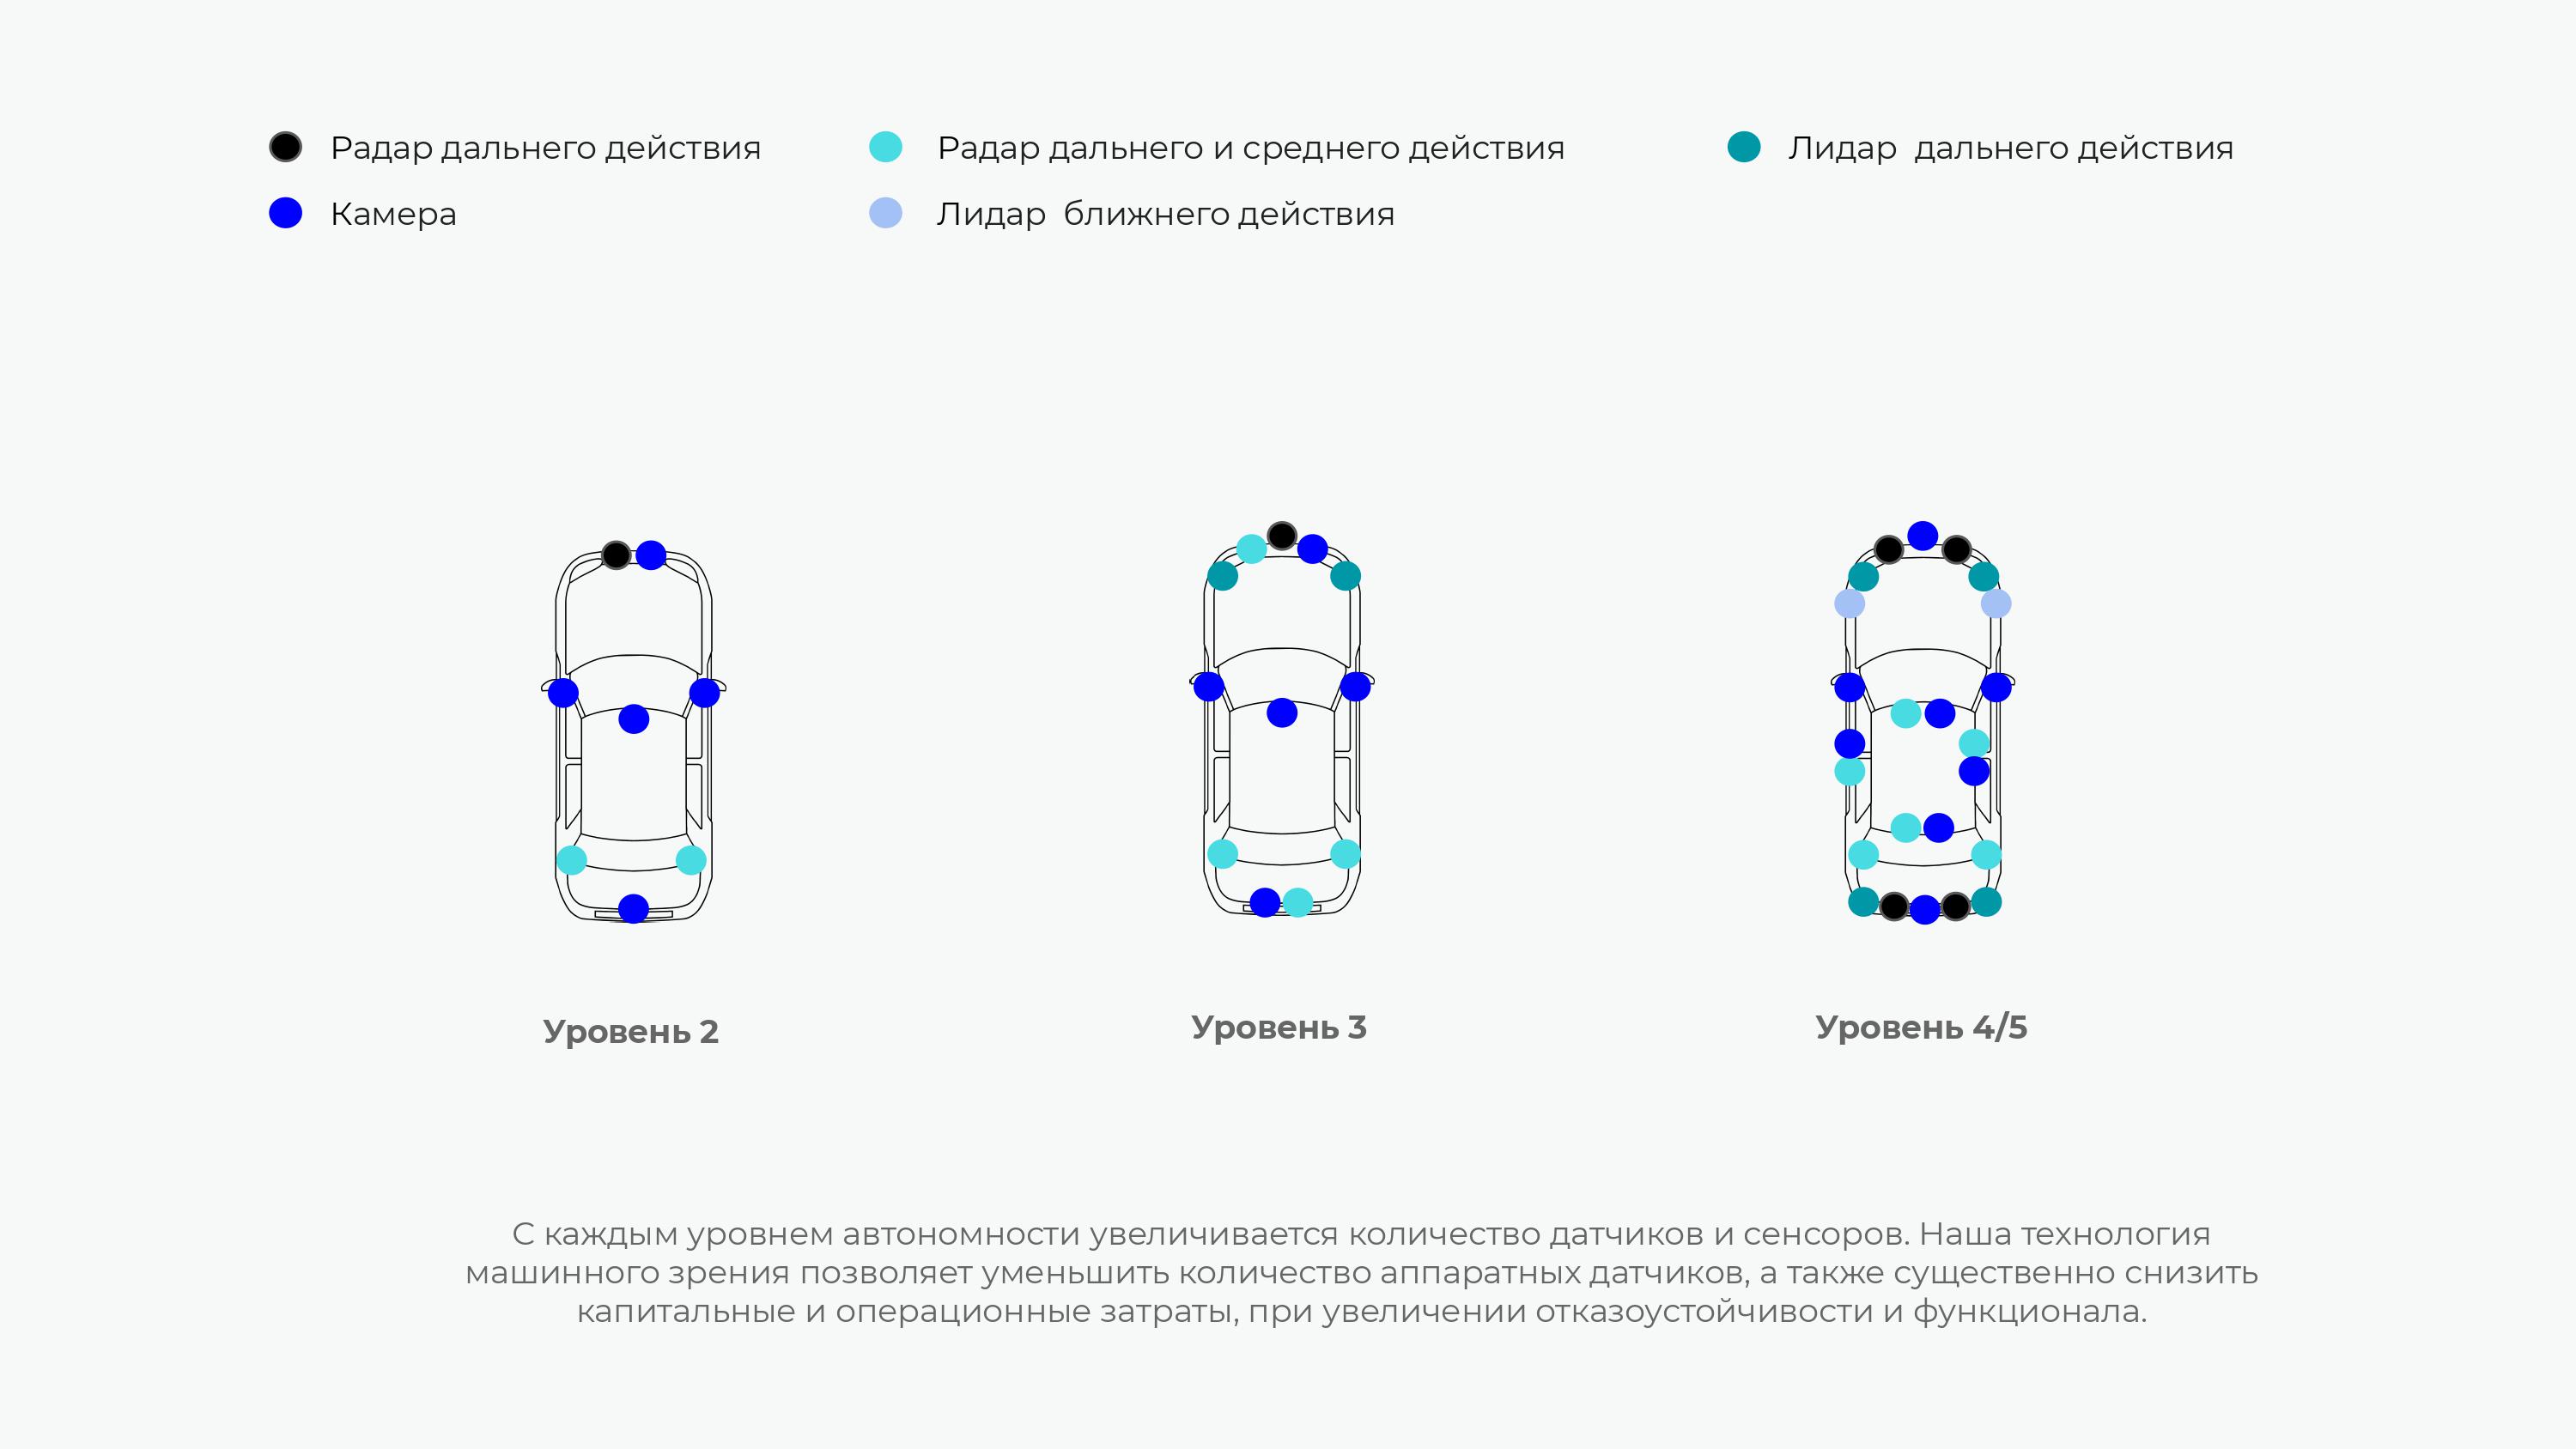 Радар дальнего действия
Радар дальнего и среднего действия
Лидар  дальнего действия
Камера
Лидар  ближнего действия
Уровень 2
Уровень 3
Уровень 4/5
С каждым уровнем автономности увеличивается количество датчиков и сенсоров. Наша технология
машинного зрения позволяет уменьшить количество аппаратных датчиков, а также существенно снизить
капитальные и операционные затраты, при увеличении отказоустойчивости и функционала.